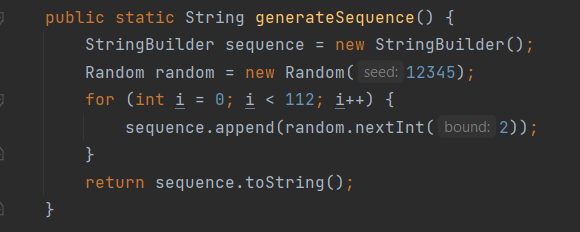 public static String generateSequence() {
    StringBuilder sequence = new StringBuilder();
    Random random = new Random( seed: 12345);
    for (int i = 0; i < 112; i++) {
        sequence.append(random.nextInt( bound: 2));
    }
    return sequence.toString();
}